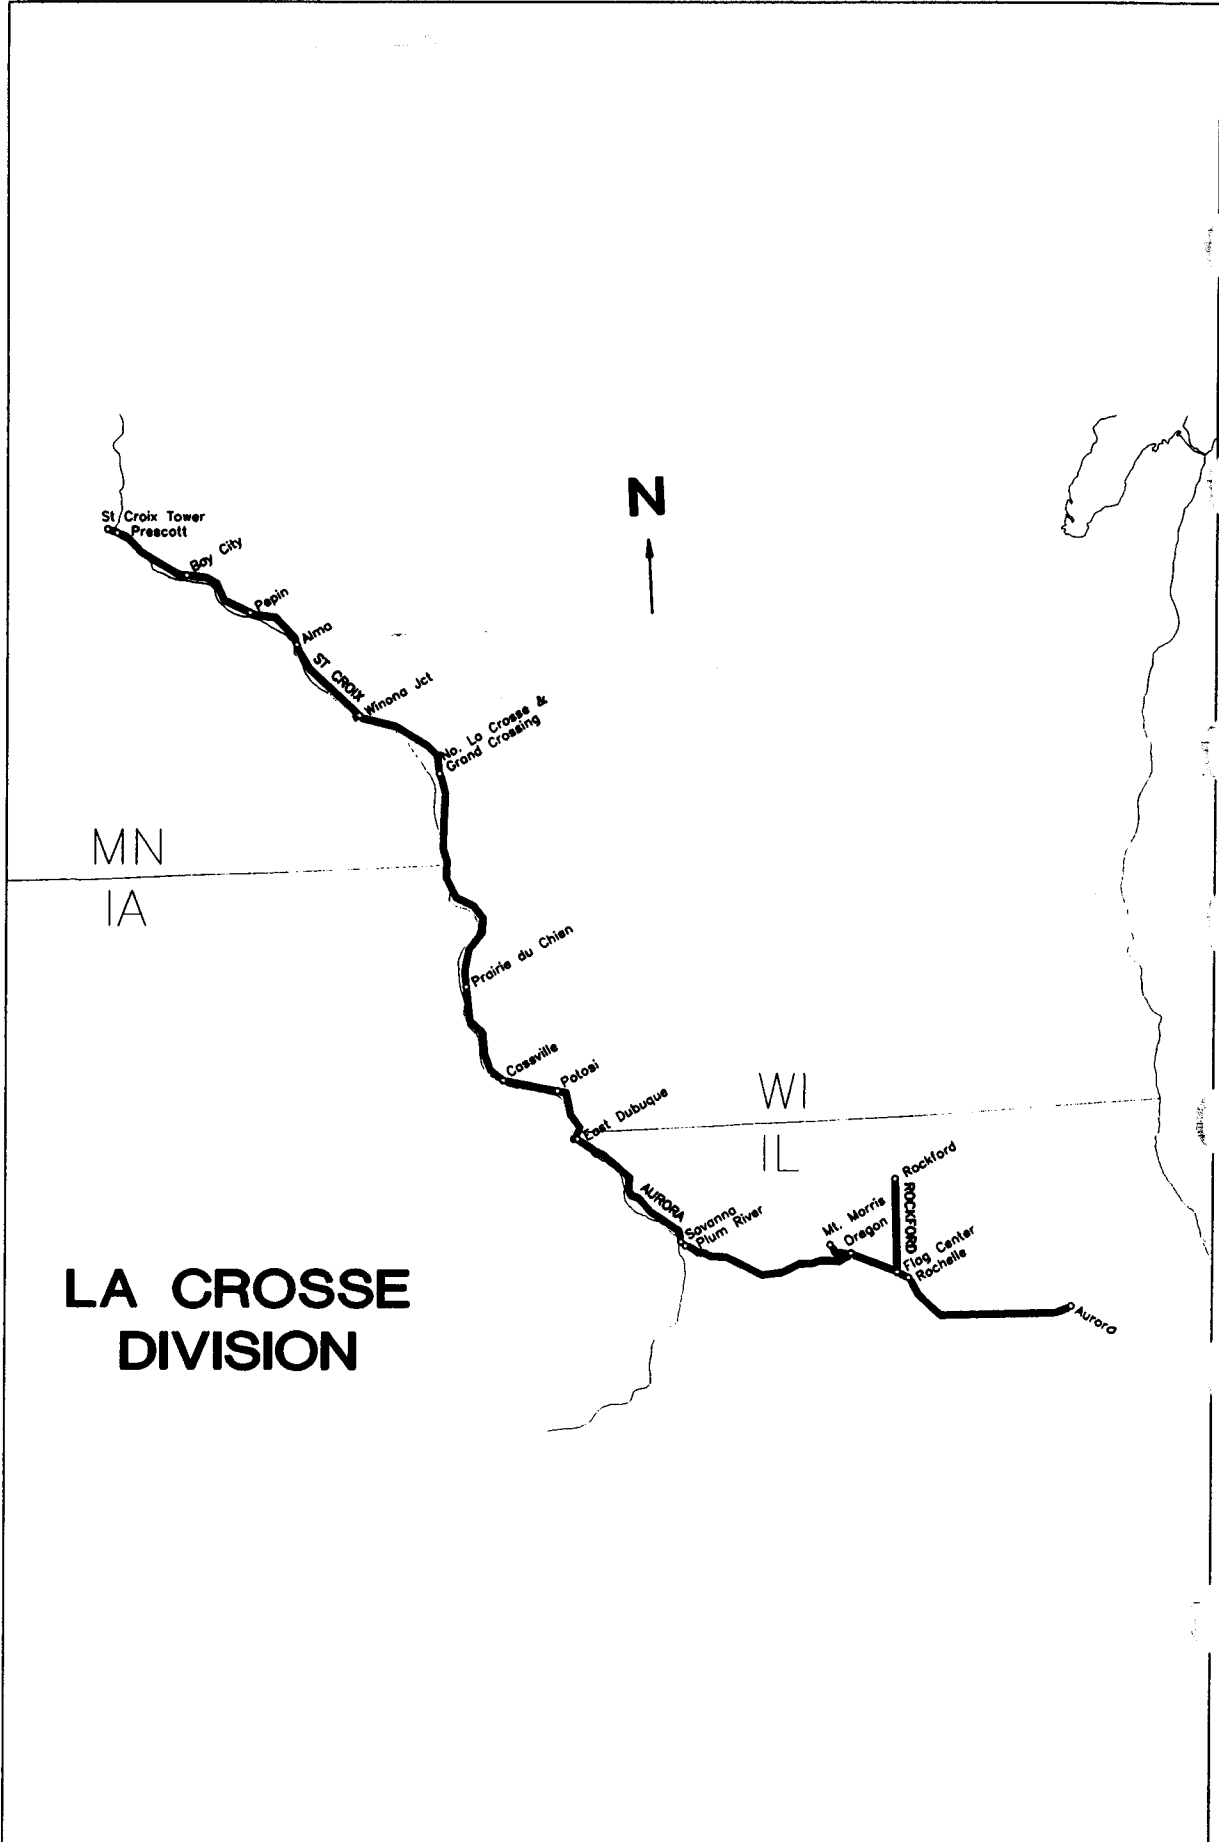 N
St Croix Tower
Prescott
Bay City
Pepin
Alma
ST CROIX
Winona Jct
No. La Crosse &
Grand Crossing
MN
IA
Prairie du Chien
Cassville
Potosi
East Dubuque
WI
IL
AURORA
Savanna
Plum River
Mt. Morris
Oregon
Rockford
ROCKFORD
Flag Center
Rochelle
Aurora
LA CROSSE
DIVISION